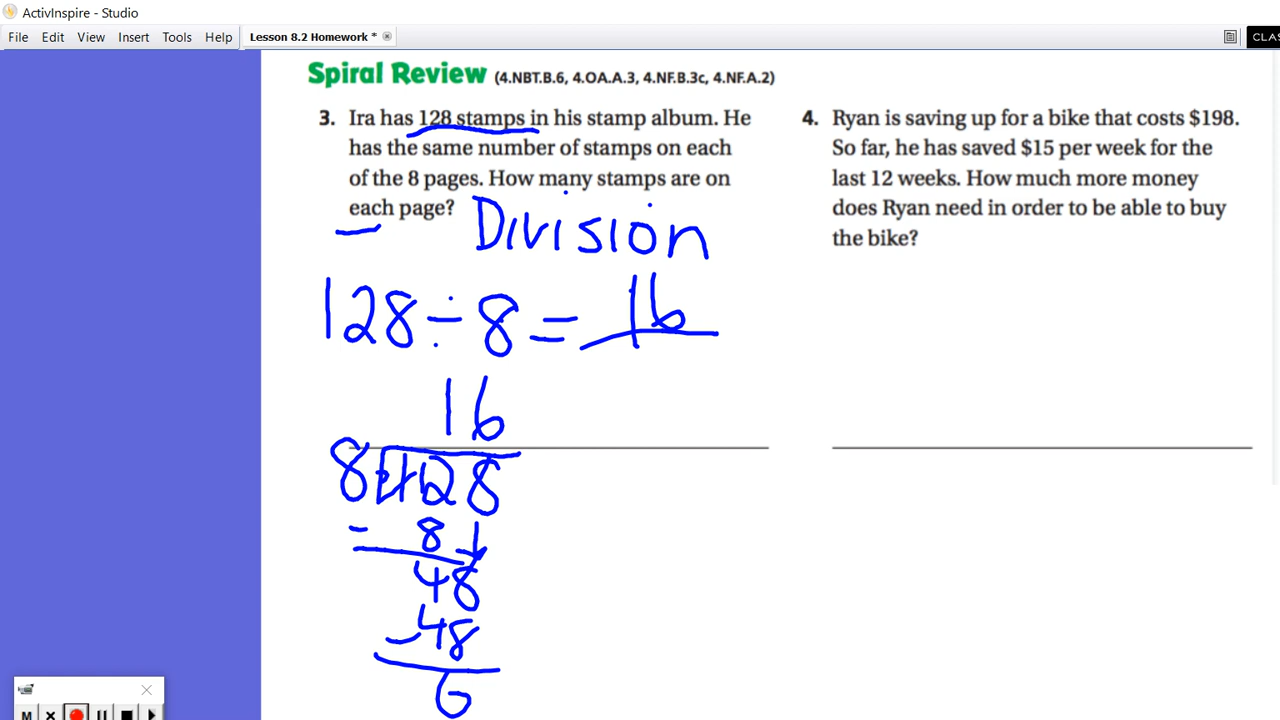 ActivInspire - Studio
File Edit View Insert Tools Help
Lesson 8.2 Homework *
CLAS
Spiral Review (4.NBT.B.6, 4.OA.A.3, 4.NF.B.3c, 4.NF.A.2)
3. Ira has 128 stamps in his stamp album. He
has the same number of stamps on each
of the 8 pages. How many stamps are on
each page?
Division
128 ÷ 8 = 16
16
8 128
- 8
48
- 48
0
4. Ryan is saving up for a bike that costs $198.
So far, he has saved $15 per week for the
last 12 weeks. How much more money
does Ryan need in order to be able to buy
the bike?
M